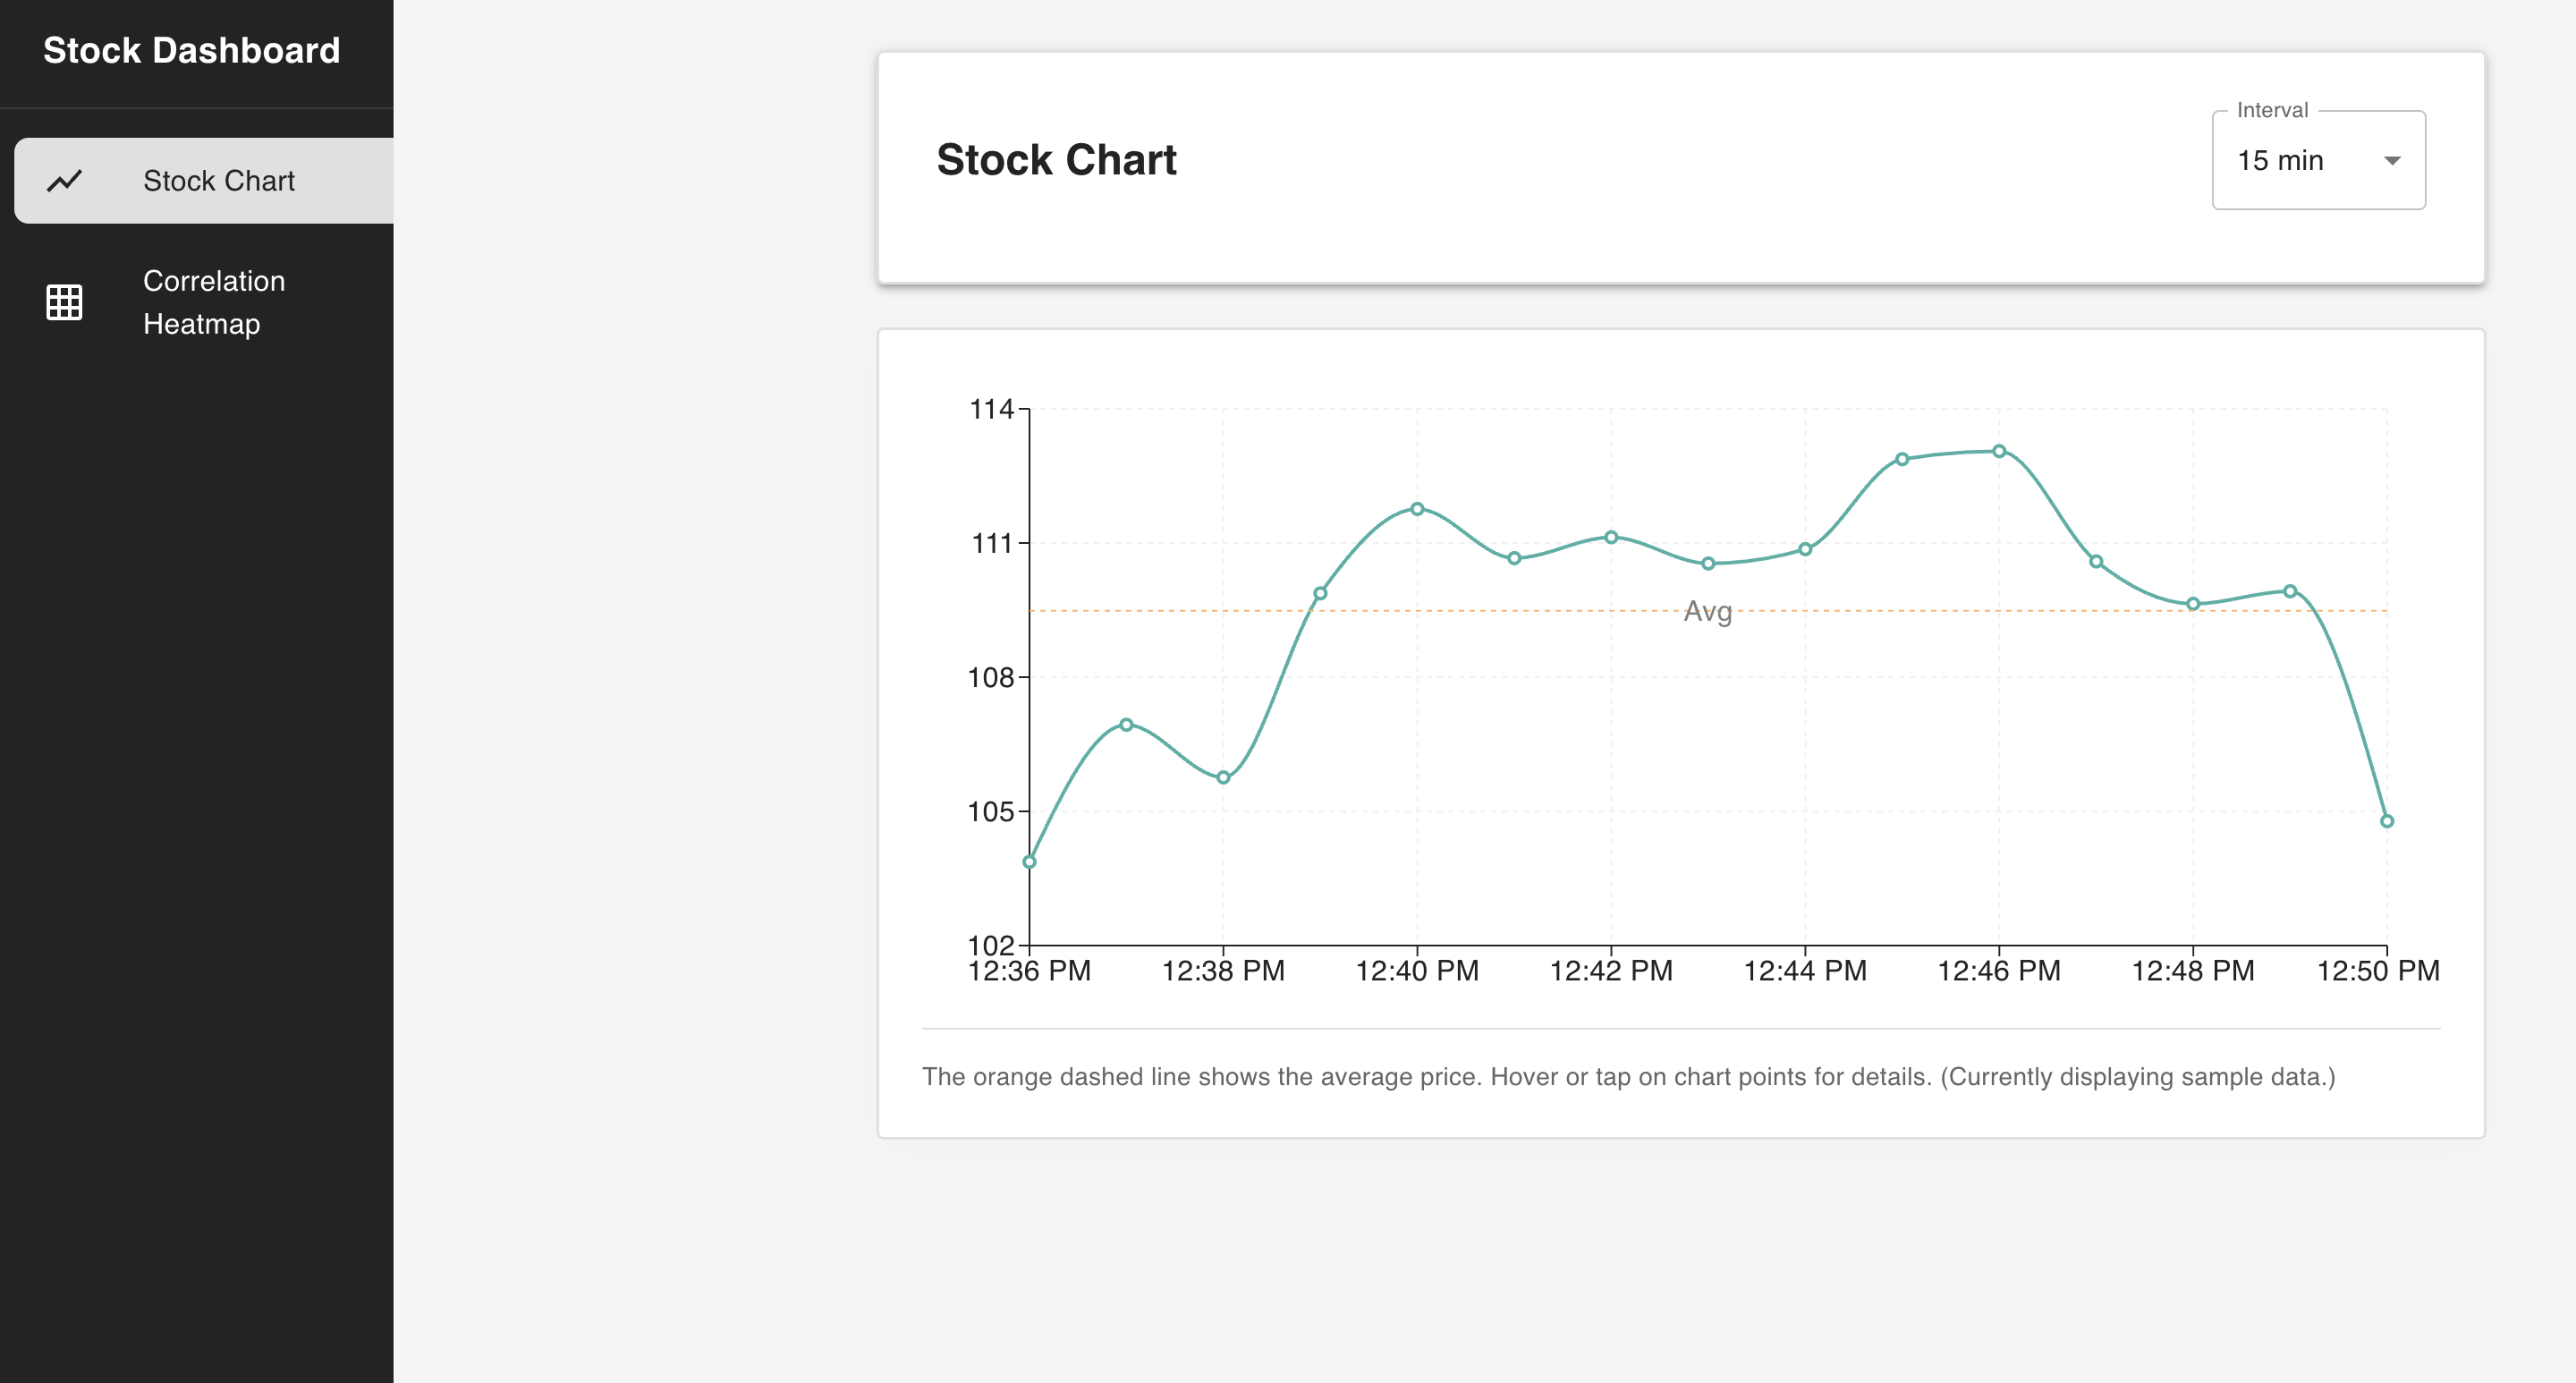 Stock Dashboard
Stock Chart
Correlation
Heatmap
Stock Chart
Interval
15 min
114
111
108
105
102
Avg
12:36 PM 12:38 PM 12:40 PM 12:42 PM 12:44 PM 12:46 PM 12:48 PM 12:50 PM
The orange dashed line shows the average price. Hover or tap on chart points for details. (Currently displaying sample data.)